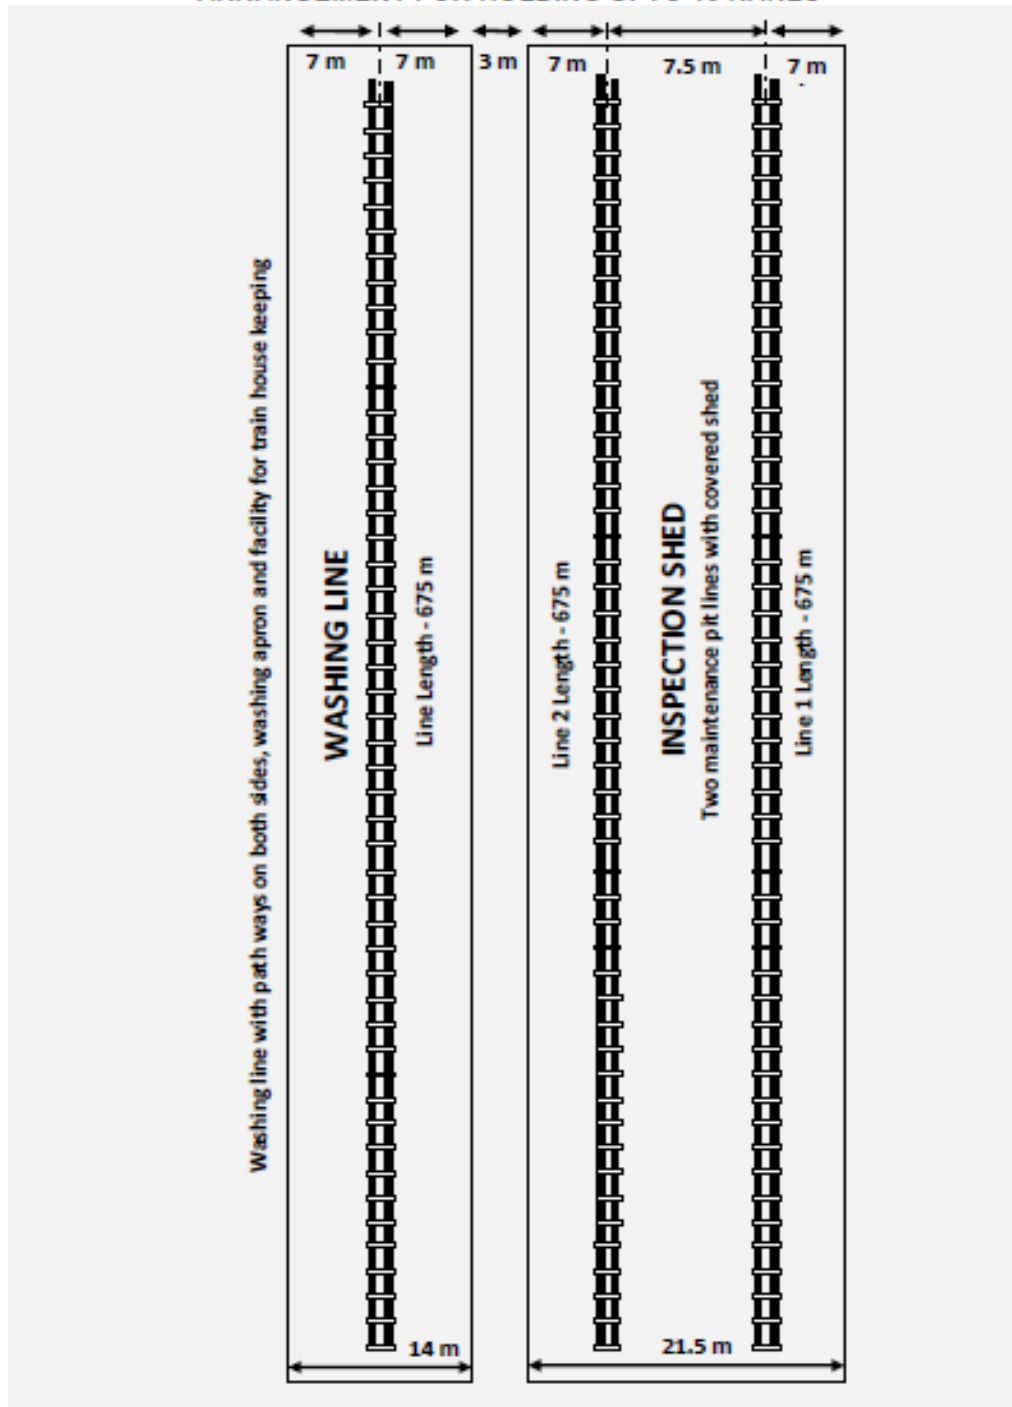 7 m
7 m
3 m
7 m
7.5 m
7 m
Washing line with path ways on both sides, washing apron and facility for train house keeping
WASHING LINE
Line Length - 675 m
Line 2 Length - 675 m
INSPECTION SHED
Two maintenance pit lines with covered shed
Line 1 Length - 675 m
14 m
21.5 m